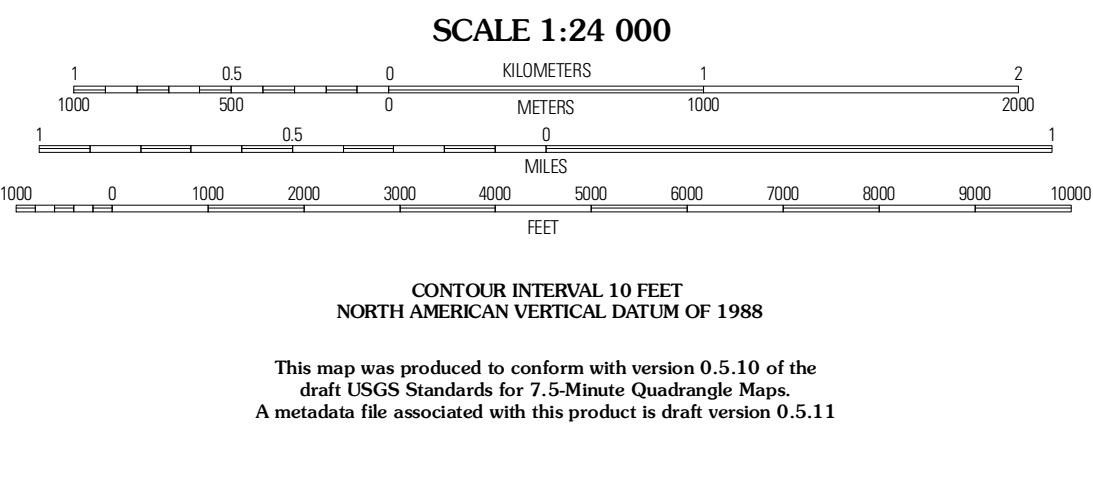 SCALE 1:24 000
1 0.5 0 KILOMETERS 1 2
1000 500 0 METERS 1000 2000
1 0.5 0 1
MILES
1000 0 1000 2000 3000 4000 5000 6000 7000 8000 9000 10000
FEET
CONTOUR INTERVAL 10 FEET
NORTH AMERICAN VERTICAL DATUM OF 1988
This map was produced to conform with version 0.5.10 of the
draft USGS Standards for 7.5-Minute Quadrangle Maps.
A metadata file associated with this product is draft version 0.5.11